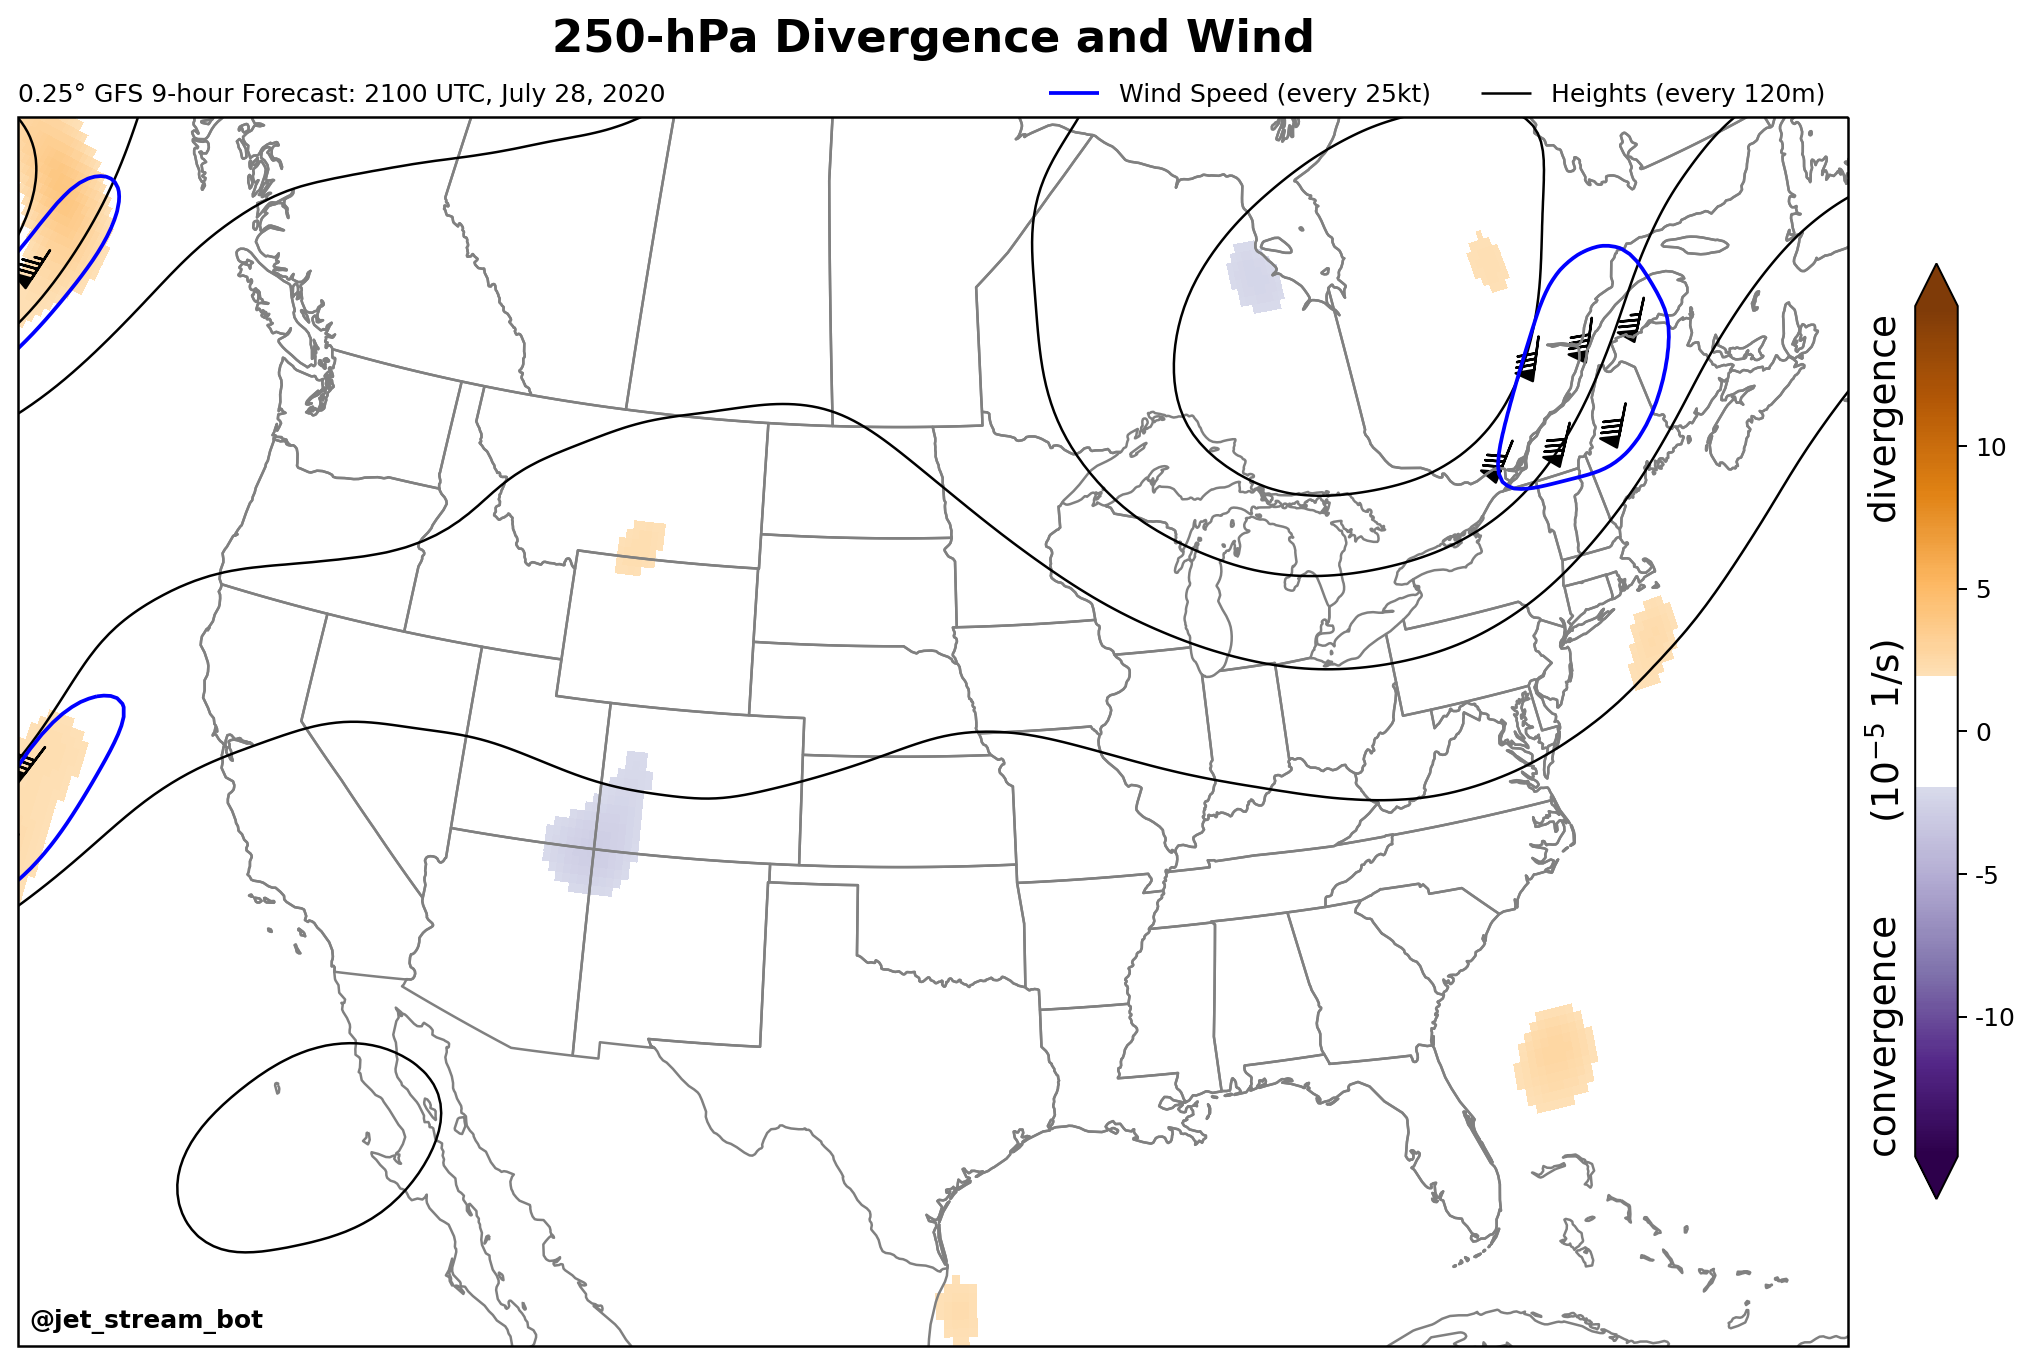 250-hPa Divergence and Wind
0.25° GFS 9-hour Forecast: 2100 UTC, July 28, 2020
Wind Speed (every 25kt)
Heights (every 120m)
10
5
0
-5
-10
convergence (10⁻⁵ 1/s) divergence
@jet_stream_bot